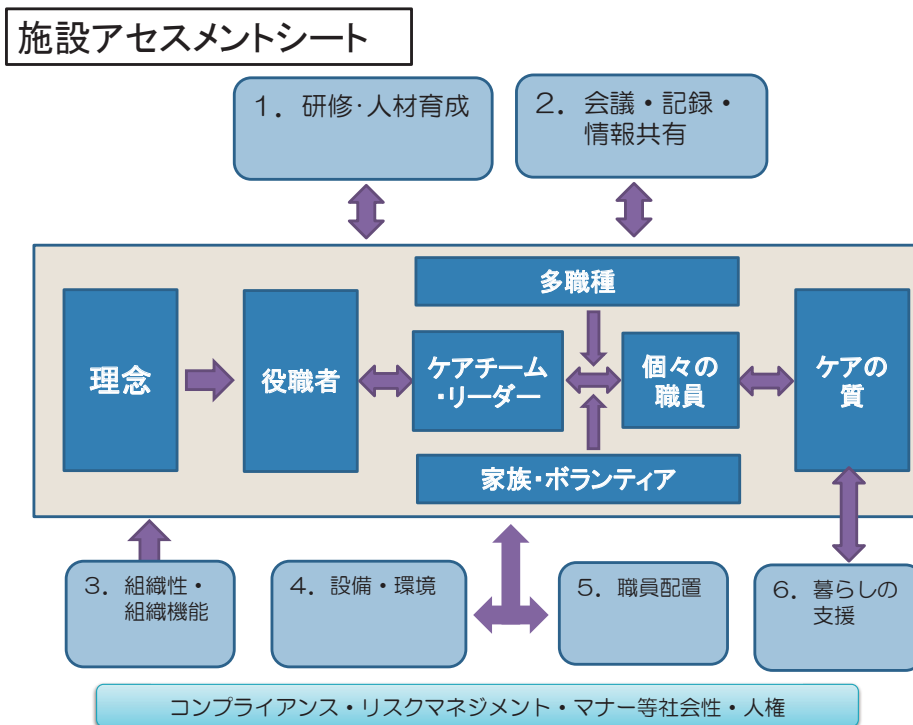 施設アセスメントシート
1．研修･人材育成
2．会議・記録・
情報共有
多職種
理念
役職者
ケアチーム
・リーダー
個々の
職員
ケアの
質
家族・ボランティア
3．組織性・
組織機能
4．設備・環境
5．職員配置
6．暮らしの
支援
コンプライアンス・リスクマネジメント・マナー等社会性・人権